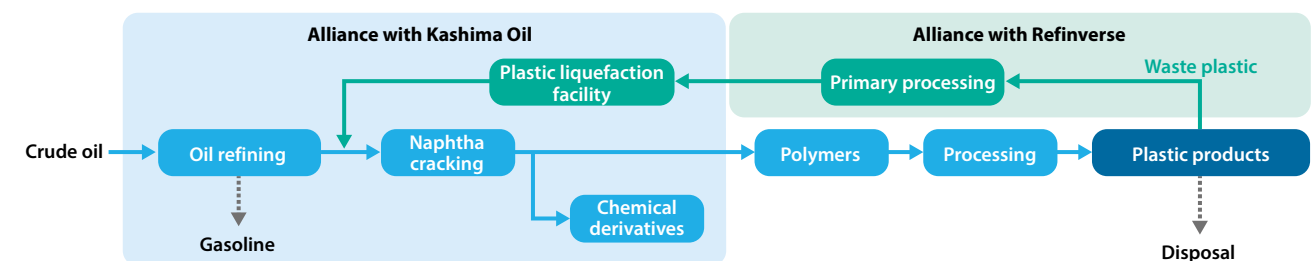 Alliance with Kashima Oil
Alliance with Refinverse
Plastic liquefaction
facility
Primary processing
Waste plastic
Crude oil
Oil refining
Naphtha
cracking
Polymers
Processing
Plastic products
Chemical
derivatives
Gasoline
Disposal